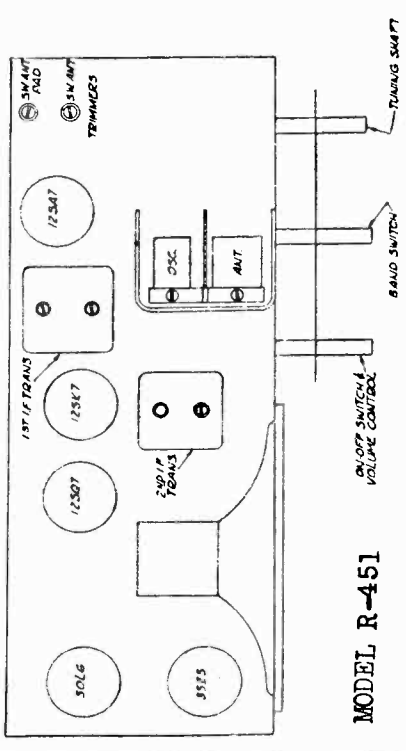 SW ANT
PAD
SW ANT
TRIMMERS
12SA7
1ST I F TRANS
12SK7
12SQ7
50L6
OSC.
ANT
2ND I F
TRANS
35Z5
TUNING SHAFT
BAND SWITCH
ON-OFF SWITCH &
VOLUME CONTROL
MODEL R-451